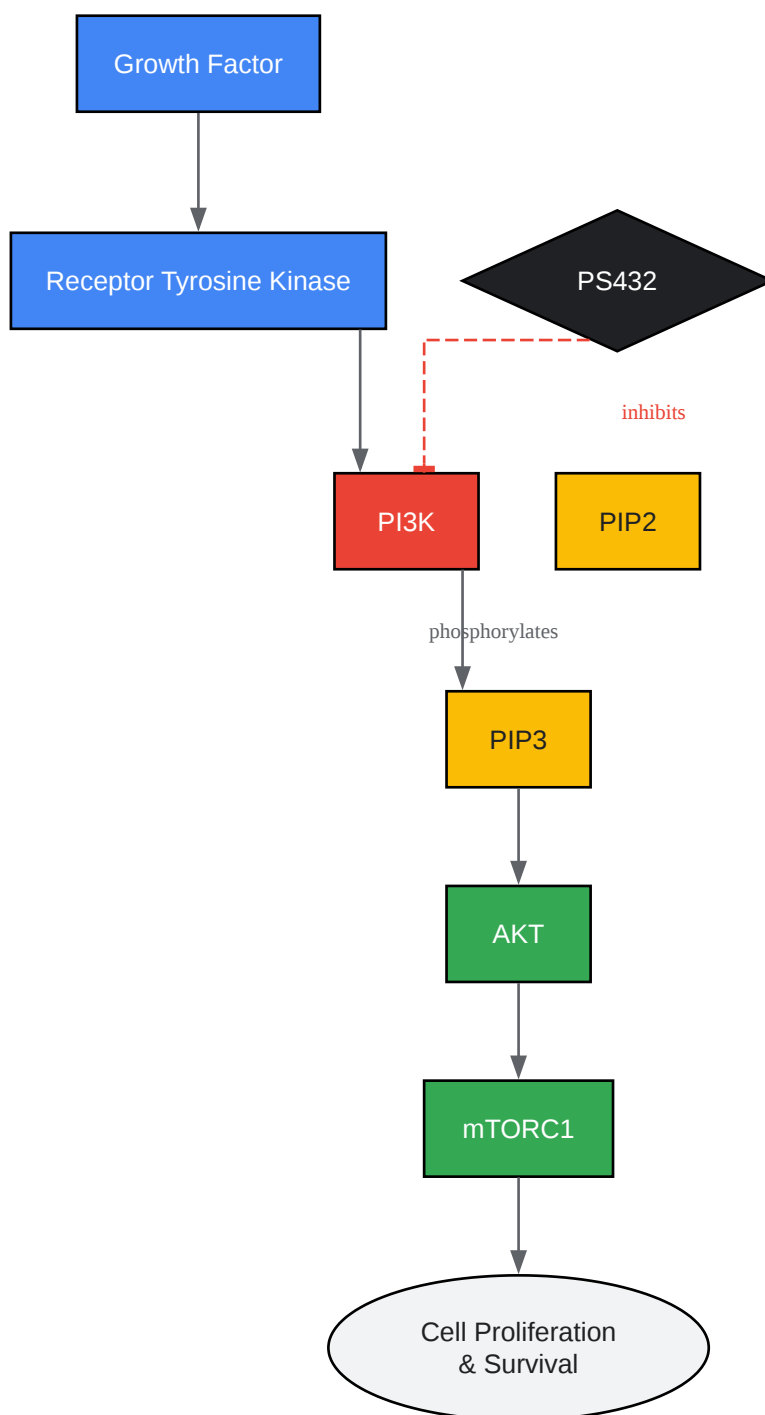 Growth Factor
Receptor Tyrosine Kinase
PS432
inhibits
PI3K
PIP2
phosphorylates
PIP3
AKT
mTORC1
Cell Proliferation
& Survival